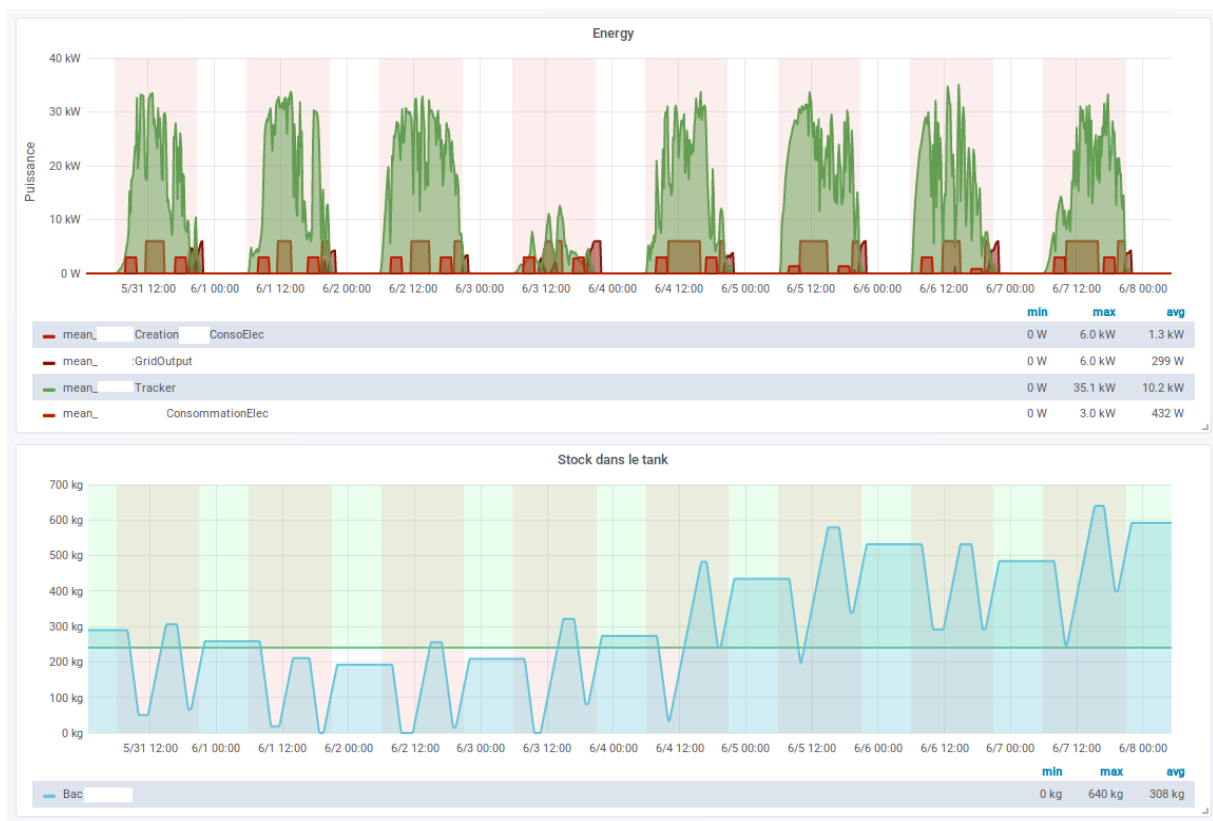 Energy
Puissance
40 kW
30 kW
20 kW
10 kW
0 W
5/31 12:00 6/1 00:00 6/1 12:00 6/2 00:00 6/2 12:00 6/3 00:00 6/3 12:00 6/4 00:00 6/4 12:00 6/5 00:00 6/5 12:00 6/6 00:00 6/6 12:00 6/7 00:00 6/7 12:00 6/8 00:00
min max avg
mean_ Creation ConsoElec 0 W 6.0 kW 1.3 kW
mean_ :GridOutput 0 W 6.0 kW 299 W
mean_ Tracker 0 W 35.1 kW 10.2 kW
mean_ ConsommationElec 0 W 3.0 kW 432 W
Stock dans le tank
700 kg
600 kg
500 kg
400 kg
300 kg
200 kg
100 kg
0 kg
5/31 12:00 6/1 00:00 6/1 12:00 6/2 00:00 6/2 12:00 6/3 00:00 6/3 12:00 6/4 00:00 6/4 12:00 6/5 00:00 6/5 12:00 6/6 00:00 6/6 12:00 6/7 00:00 6/7 12:00 6/8 00:00
min max avg
Bac 0 kg 640 kg 308 kg